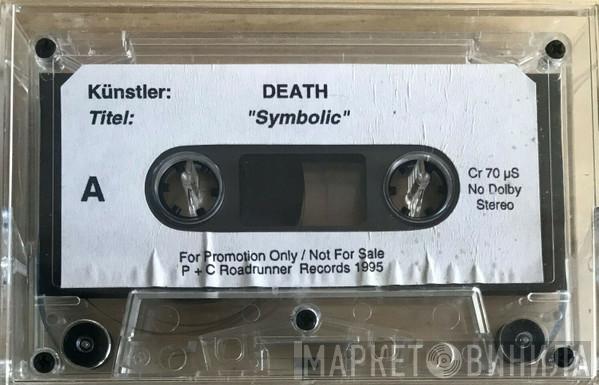 Künstler: DEATH
Titel: "Symbolic"
A
Cr 70 µS
No Dolby
Stereo
For Promotion Only / Not For Sale
P + C Roadrunner Records 1995
МАРКЕТ ВИНИЛА